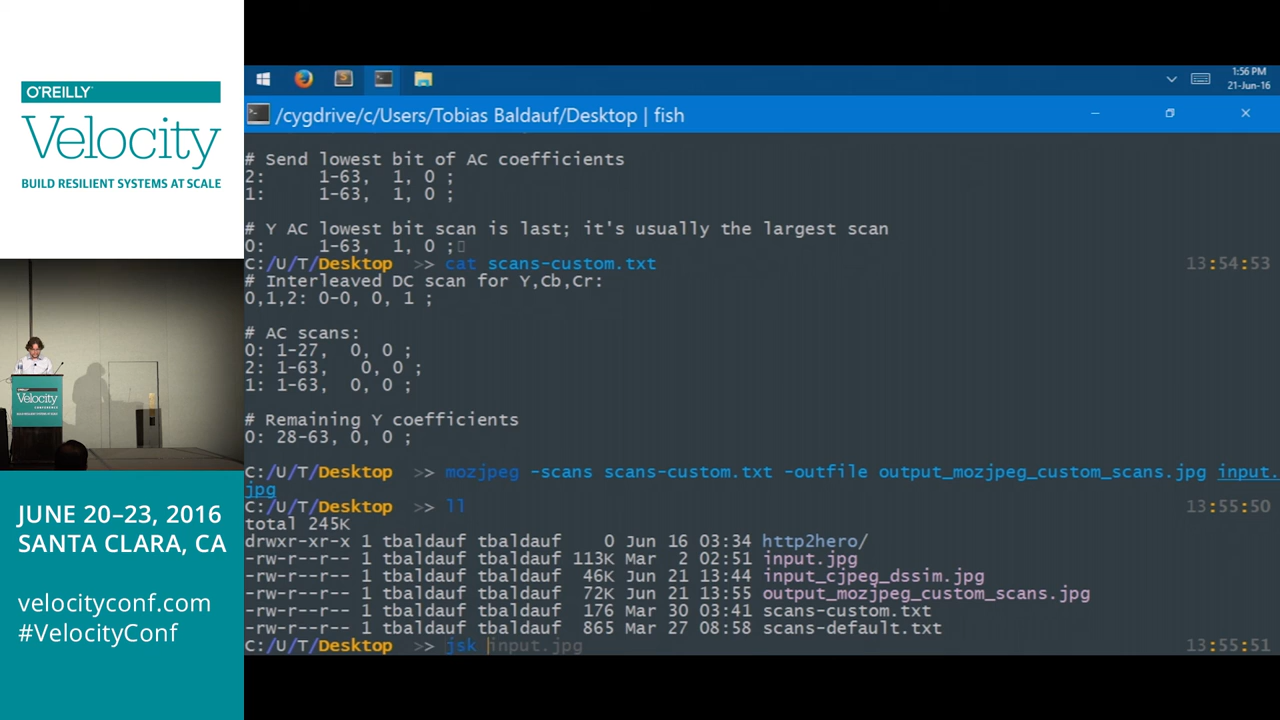 O'REILLY
Velocity
BUILD RESILIENT SYSTEMS AT SCALE
JUNE 20–23, 2016
SANTA CLARA, CA
velocityconf.com
#VelocityConf
Velocity
1:56 PM
21-Jun-16
/cygdrive/c/Users/Tobias Baldauf/Desktop | fish
# Send lowest bit of AC coefficients
2: 1-63, 1, 0 ;
1: 1-63, 1, 0 ;
# Y AC lowest bit scan is last; it's usually the largest scan
0: 1-63, 1, 0 ;
C:/U/T/Desktop >> cat scans-custom.txt 13:54:53
# Interleaved DC scan for Y,Cb,Cr:
0,1,2: 0-0, 0, 1 ;
# AC scans:
0: 1-27, 0, 0 ;
2: 1-63, 0, 0 ;
1: 1-63, 0, 0 ;
# Remaining Y coefficients
0: 28-63, 0, 0 ;
C:/U/T/Desktop >> mozjpeg -scans scans-custom.txt -outfile output_mozjpeg_custom_scans.jpg input.
jpg
C:/U/T/Desktop >> ll 13:55:50
total 245K
drwxr-xr-x 1 tbaldauf tbaldauf 0 Jun 16 03:34 http2hero/
-rw-r--r-- 1 tbaldauf tbaldauf 113K Mar 2 02:51 input.jpg
-rw-r--r-- 1 tbaldauf tbaldauf 46K Jun 21 13:44 input_cjpeg_dssim.jpg
-rw-r--r-- 1 tbaldauf tbaldauf 72K Jun 21 13:55 output_mozjpeg_custom_scans.jpg
-rw-r--r-- 1 tbaldauf tbaldauf 176 Mar 30 03:41 scans-custom.txt
-rw-r--r-- 1 tbaldauf tbaldauf 865 Mar 27 08:58 scans-default.txt
C:/U/T/Desktop >> jsk input.jpg 13:55:51